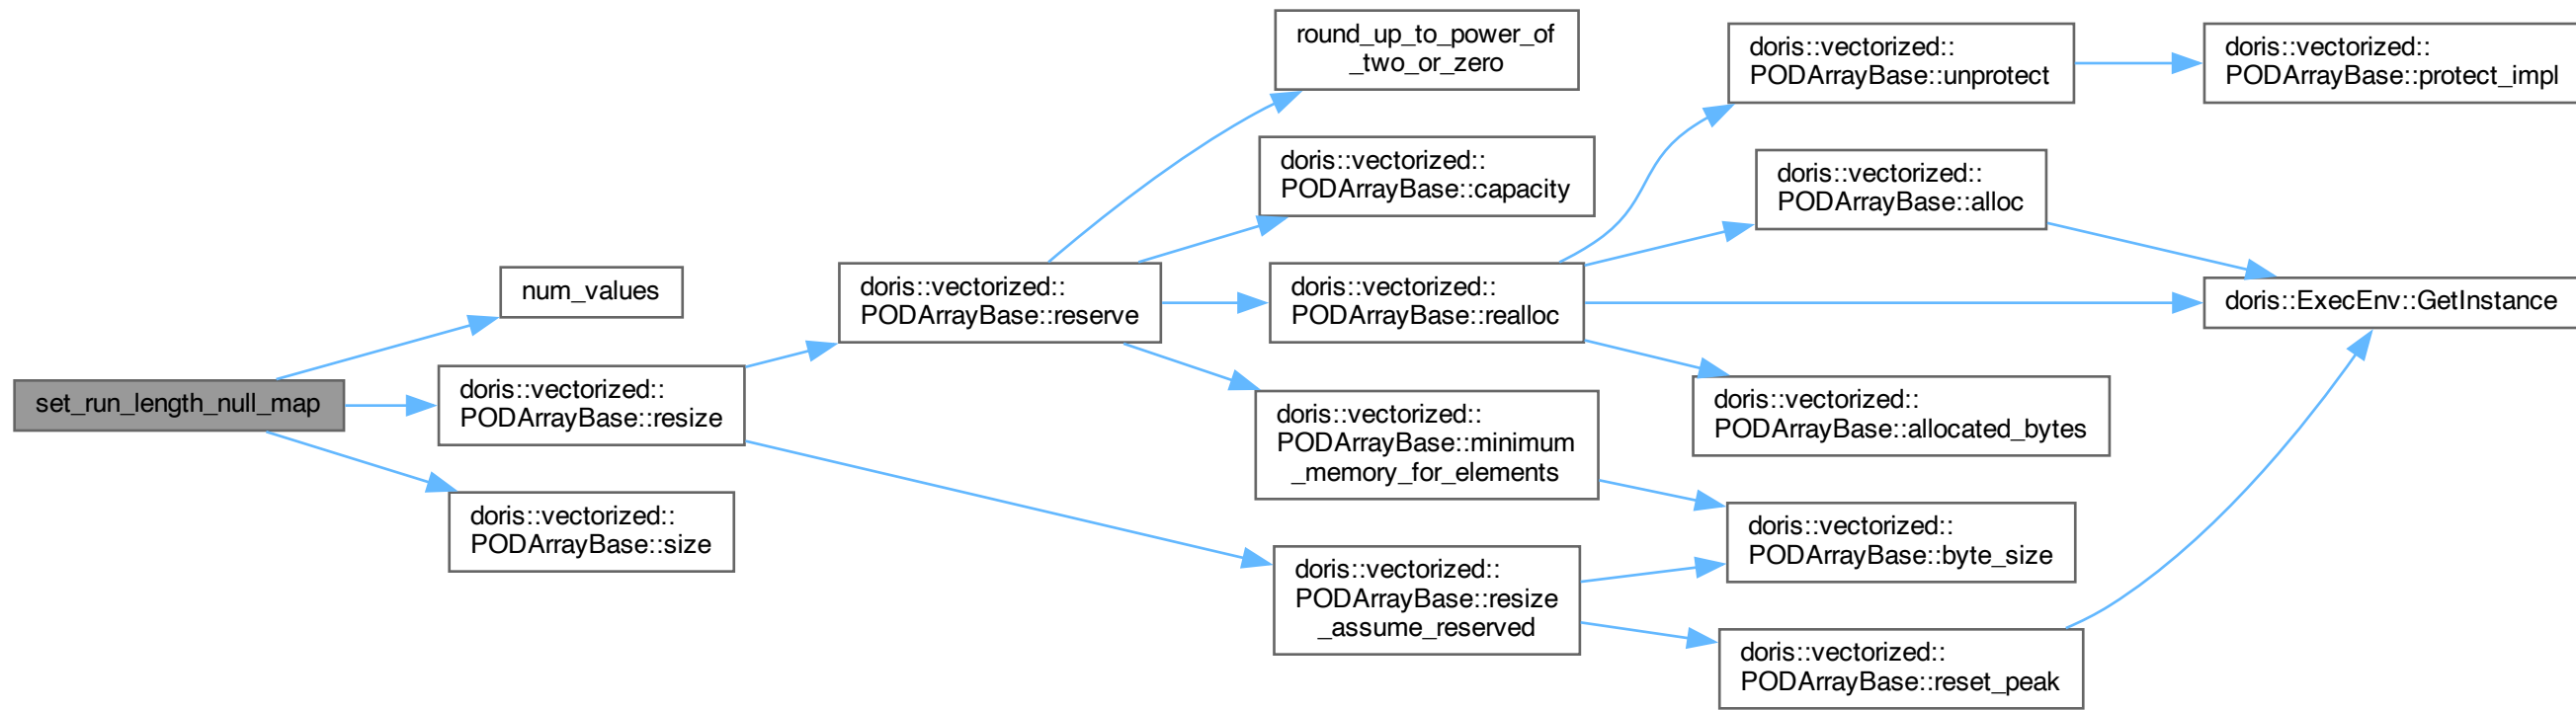 set_run_length_null_map
num_values
doris::vectorized::
PODArrayBase::resize
doris::vectorized::
PODArrayBase::size
doris::vectorized::
PODArrayBase::reserve
round_up_to_power_of
_two_or_zero
doris::vectorized::
PODArrayBase::capacity
doris::vectorized::
PODArrayBase::realloc
doris::vectorized::
PODArrayBase::minimum
_memory_for_elements
doris::vectorized::
PODArrayBase::resize
_assume_reserved
doris::vectorized::
PODArrayBase::unprotect
doris::vectorized::
PODArrayBase::alloc
doris::vectorized::
PODArrayBase::allocated_bytes
doris::vectorized::
PODArrayBase::byte_size
doris::vectorized::
PODArrayBase::reset_peak
doris::vectorized::
PODArrayBase::protect_impl
doris::ExecEnv::GetInstance